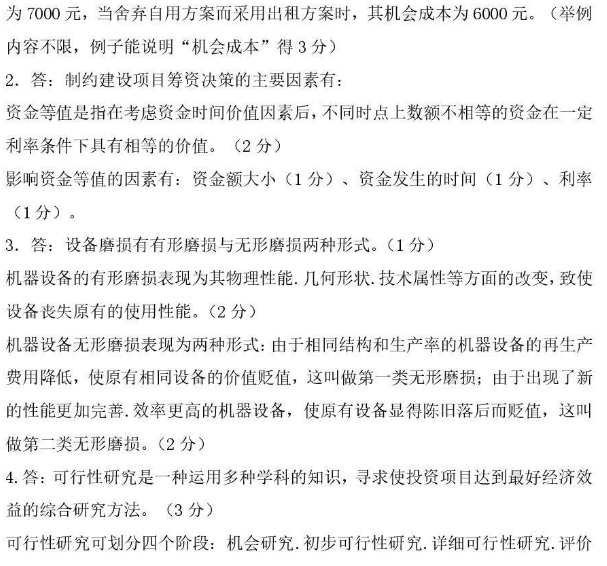 为 7000 元，当舍弃自用方案而采用出租方案时，其机会成本为 6000 元。（举例
内容不限，例子能说明“机会成本”得 3 分）
2．答：制约建设项目筹资决策的主要因素有：
资金等值是指在考虑资金时间价值因素后，不同时点上数额不相等的资金在一定
利率条件下具有相等的价值。（2 分）
影响资金等值的因素有：资金额大小（1 分）、资金发生的时间（1 分）、利率
（1 分）。
3．答：设备磨损有有形磨损与无形磨损两种形式。（1 分）
机器设备的有形磨损表现为其物理性能.几何形状.技术属性等方面的改变，致使
设备丧失原有的使用性能。（2 分）
机器设备无形磨损表现为两种形式：由于相同结构和生产率的机器设备的再生产
费用降低，使原有相同设备的价值贬值，这叫做第一类无形磨损；由于出现了新
的性能更加完善.效率更高的机器设备，使原有设备显得陈旧落后而贬值，这叫
做第二类无形磨损。（2 分）
4.答：可行性研究是一种运用多种学科的知识，寻求使投资项目达到最好经济效
益的综合研究方法。（3 分）
可行性研究可划分四个阶段：机会研究.初步可行性研究.详细可行性研究.评价